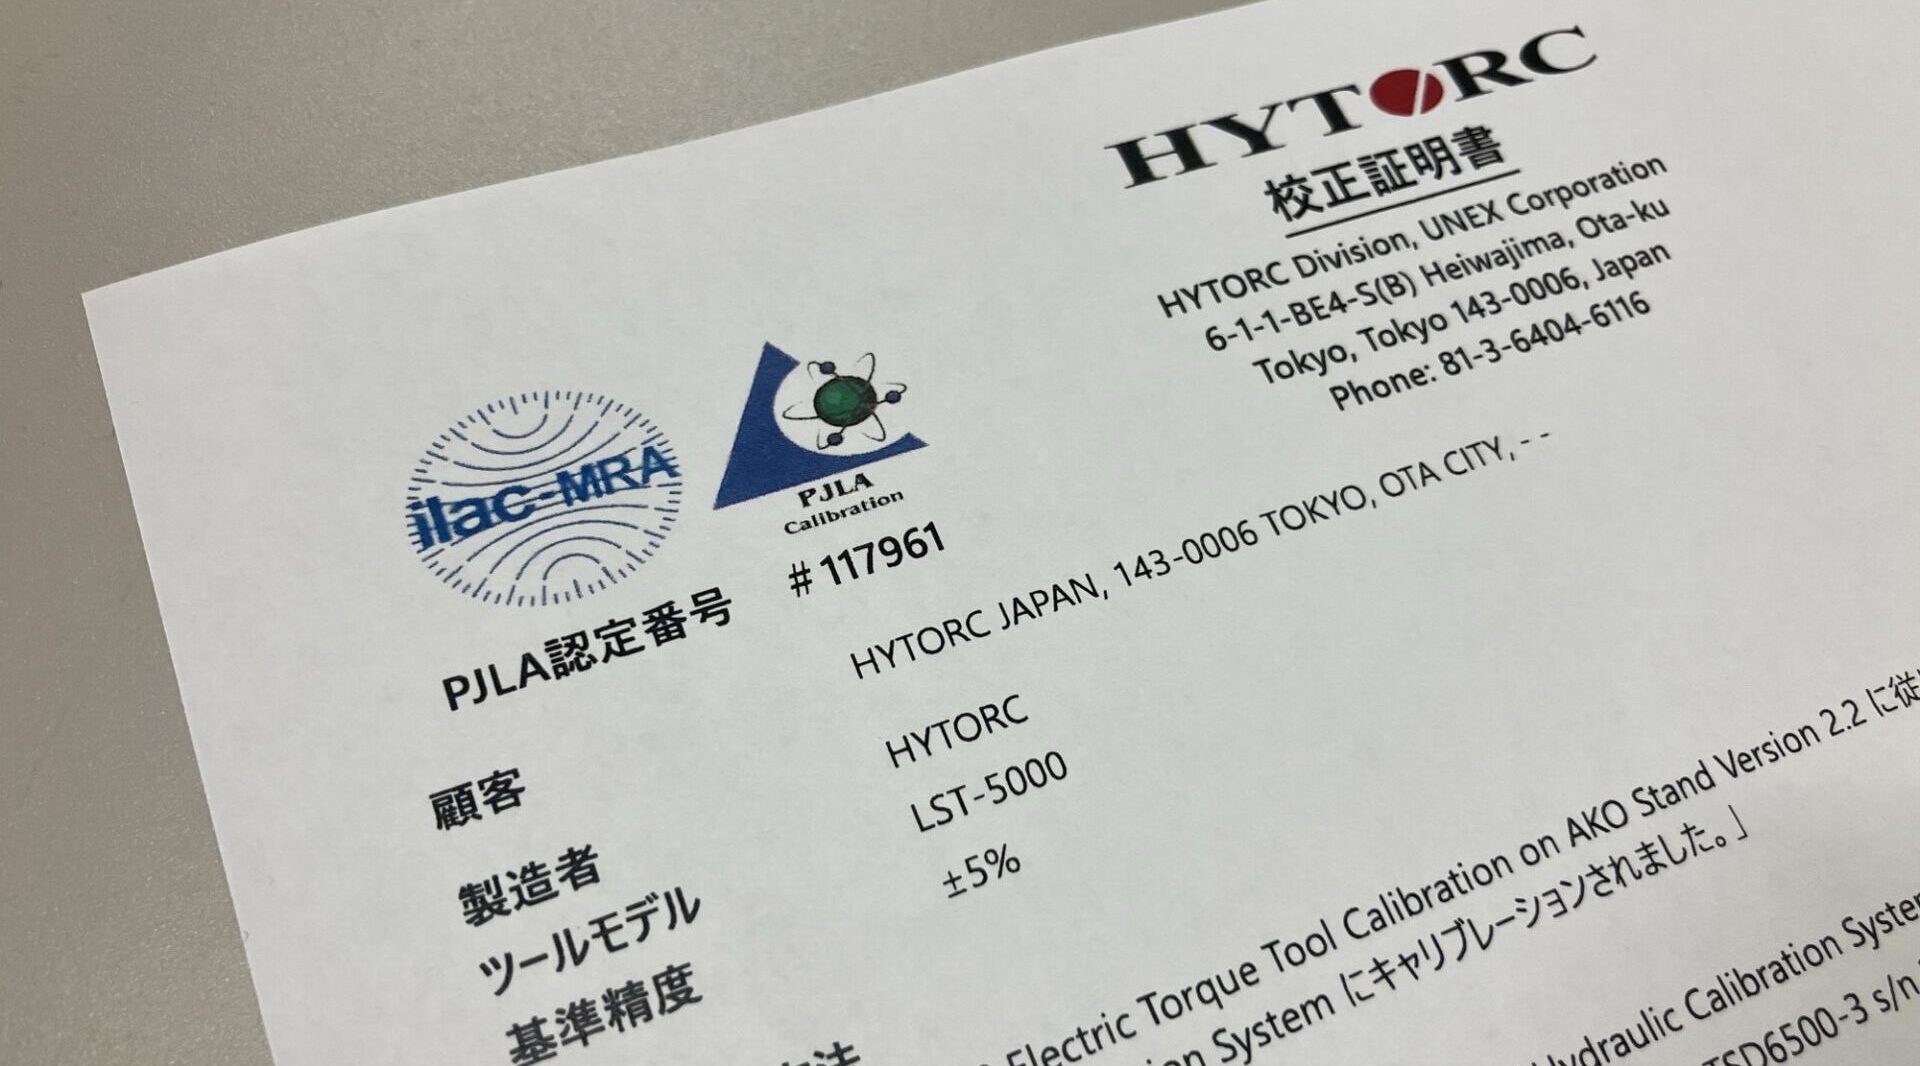 HYTORC
校正証明書
HYTORC Division, UNEX Corporation
6-1-1-BE4-S(B) Heiwajima, Ota-ku
Tokyo, Tokyo 143-0006, Japan
Phone: 81-3-6404-6116
ilac-MRA
PJLA
Calibration
PJLA認定番号 #117961
顧客 HYTORC JAPAN, 143-0006 TOKYO, OTA CITY, - -
製造者 HYTORC
ツールモデル LST-5000
基準精度 ±5%
Electric Torque Tool Calibration on AKO Stand Version 2.2 に従
System にキャリブレーションされました。」
Hydraulic Calibration System
TSD6500-3 s/n